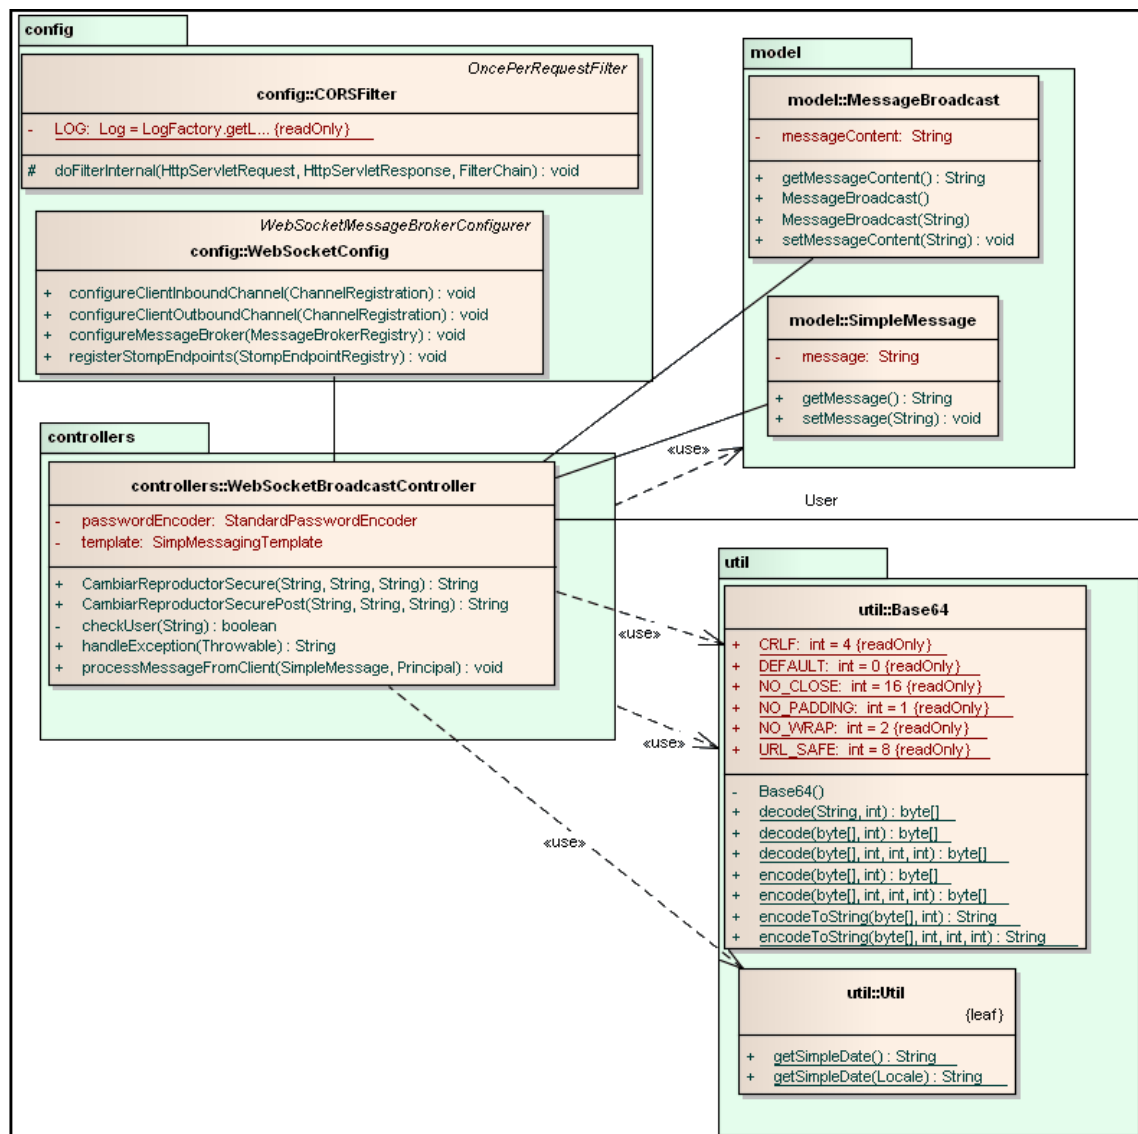 config
OncePerRequestFilter
config::CORSFilter
- LOG: Log = LogFactory.getL... {readOnly}
# doFilterInternal(HttpServletRequest, HttpServletResponse, FilterChain) : void
WebSocketMessageBrokerConfigurer
config::WebSocketConfig
+ configureClientInboundChannel(ChannelRegistration) : void
+ configureClientOutboundChannel(ChannelRegistration) : void
+ configureMessageBroker(MessageBrokerRegistry) : void
+ registerStompEndpoints(StompEndpointRegistry) : void
model
model::MessageBroadcast
- messageContent: String
+ getMessageContent() : String
+ MessageBroadcast()
+ MessageBroadcast(String)
+ setMessageContent(String) : void
model::SimpleMessage
- message: String
+ getMessage() : String
+ setMessage(String) : void
controllers
controllers::WebSocketBroadcastController
- passwordEncoder: StandardPasswordEncoder
- template: SimpMessagingTemplate
+ CambiarReproductorSecure(String, String, String) : String
+ CambiarReproductorSecurePost(String, String, String) : String
- checkUser(String) : boolean
+ handleException(Throwable) : String
+ processMessageFromClient(SimpleMessage, Principal) : void
«use»
User
«use»
«use»
«use»
util
util::Base64
+ CRLF: int = 4 {readOnly}
+ DEFAULT: int = 0 {readOnly}
+ NO_CLOSE: int = 16 {readOnly}
+ NO_PADDING: int = 1 {readOnly}
+ NO_WRAP: int = 2 {readOnly}
+ URL_SAFE: int = 8 {readOnly}
- Base64()
+ decode(String, int) : byte[]
+ decode(byte[], int) : byte[]
+ decode(byte[], int, int, int) : byte[]
+ encode(byte[], int) : byte[]
+ encode(byte[], int, int, int) : byte[]
+ encodeToString(byte[], int) : String
+ encodeToString(byte[], int, int, int) : String
util::Util
{leaf}
+ getSimpleDate() : String
+ getSimpleDate(Locale) : String